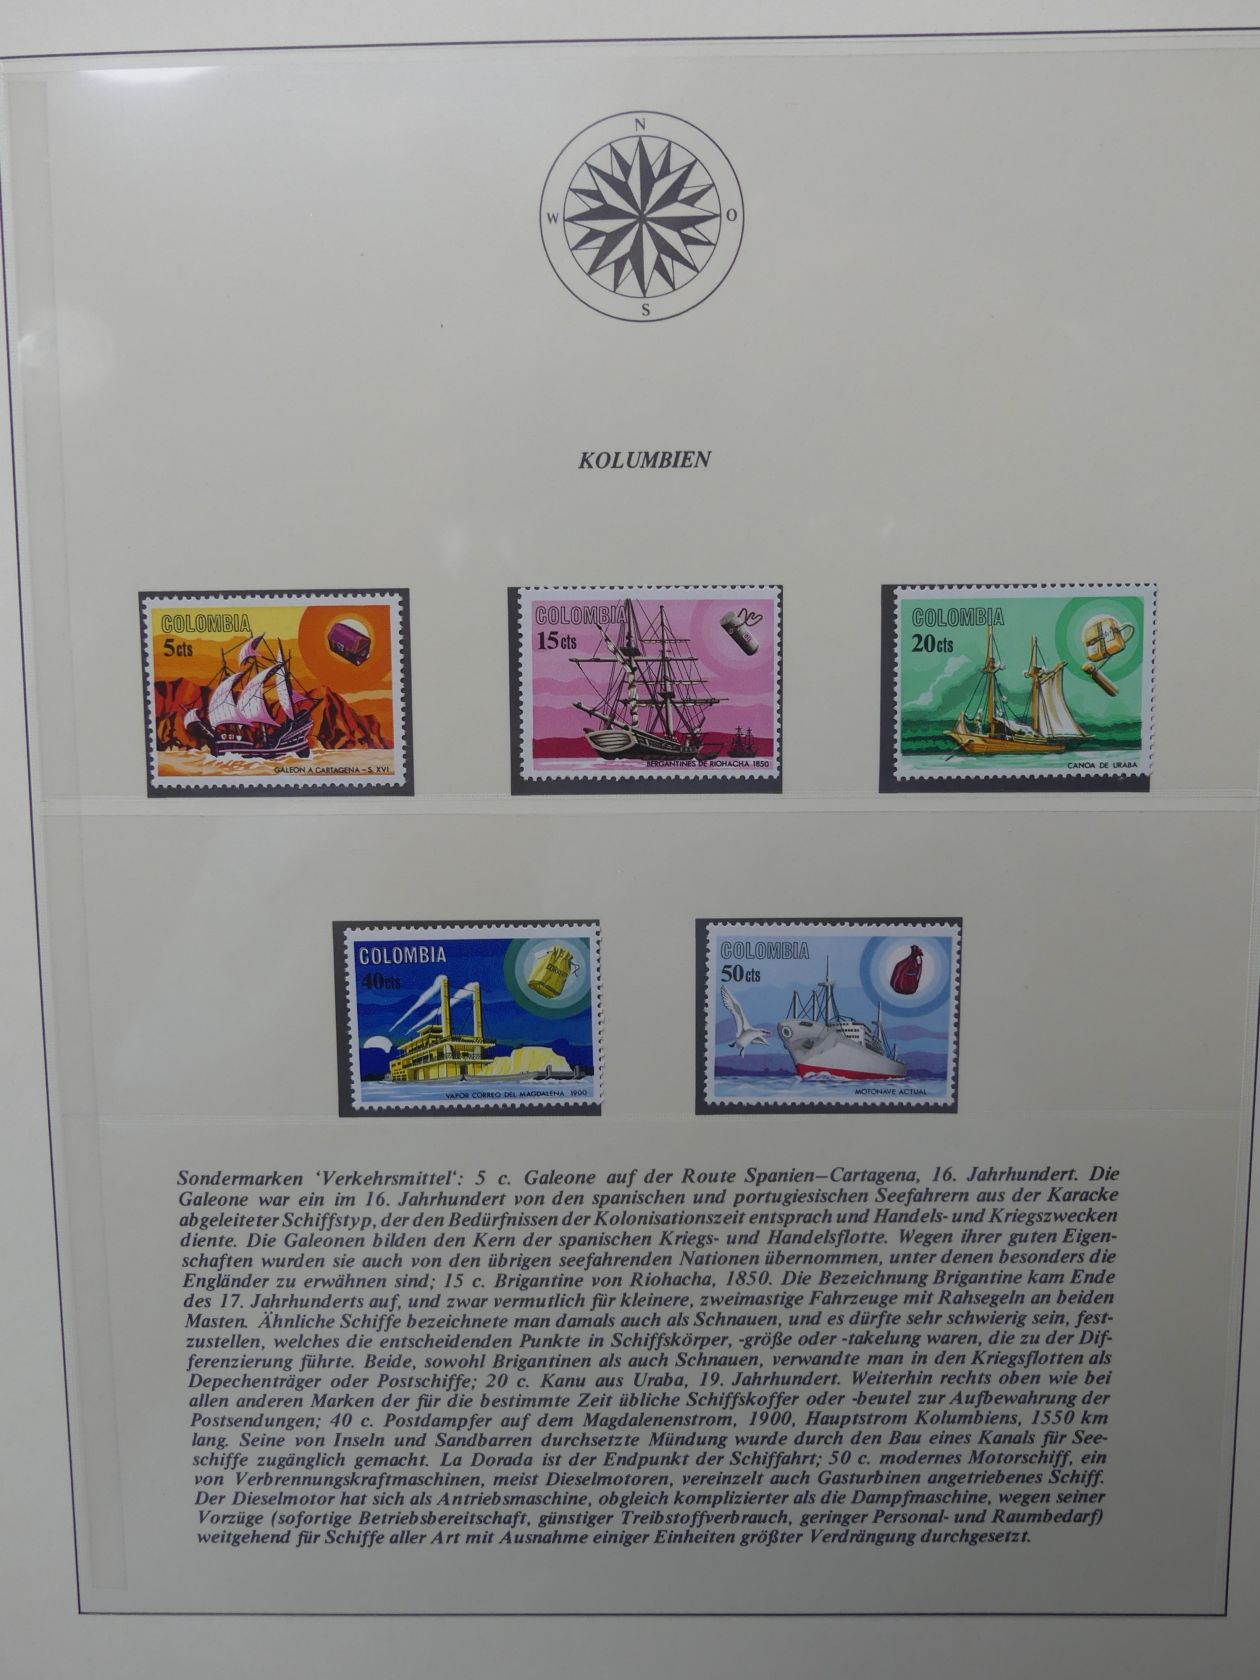 N
W O
S
KOLUMBIEN
COLOMBIA
5cts
GALEON A CARTAGENA – S. XVI
COLOMBIA
15cts
BERGANTINES DE RIOHACHA 1850
COLOMBIA
20cts
CANOA DE URABA
COLOMBIA
40cts
VAPOR CORREO DEL MAGDALENA 1900
COLOMBIA
50cts
MOTONAVE ACTUAL
Sondermarken ‘Verkehrsmittel‘: 5 c. Galeone auf der Route Spanien–Cartagena, 16. Jahrhundert. Die
Galeone war ein im 16. Jahrhundert von den spanischen und portugiesischen Seefahrern aus der Karacke
abgeleiteter Schiffstyp, der den Bedürfnissen der Kolonisationszeit entsprach und Handels- und Kriegszwecken
diente. Die Galeonen bilden den Kern der spanischen Kriegs- und Handelsflotte. Wegen ihrer guten Eigen-
schaften wurden sie auch von den übrigen seefahrenden Nationen übernommen, unter denen besonders die
Engländer zu erwähnen sind; 15 c. Brigantine von Riohacha, 1850. Die Bezeichnung Brigantine kam Ende
des 17. Jahrhunderts auf, und zwar vermutlich für kleinere, zweimastige Fahrzeuge mit Rahsegeln an beiden
Masten. Ähnliche Schiffe bezeichnete man damals auch als Schnauen, und es dürfte sehr schwierig sein, fest-
zustellen, welches die entscheidenden Punkte in Schiffskörper, -größe oder -takelung waren, die zu der Dif-
ferenzierung führte. Beide, sowohl Brigantinen als auch Schnauen, verwandte man in den Kriegsflotten als
Depechenträger oder Postschiffe; 20 c. Kanu aus Uraba, 19. Jahrhundert. Weiterhin rechts oben wie bei
allen anderen Marken der für die bestimmte Zeit übliche Schiffskoffer oder -beutel zur Aufbewahrung der
Postsendungen; 40 c. Postdampfer auf dem Magdalenenstrom, 1900, Hauptstrom Kolumbiens, 1550 km
lang. Seine von Inseln und Sandbarren durchsetzte Mündung wurde durch den Bau eines Kanals für See-
schiffe zugänglich gemacht. La Dorada ist der Endpunkt der Schiffahrt; 50 c. modernes Motorschiff, ein
von Verbrennungskraftmaschinen, meist Dieselmotoren, vereinzelt auch Gasturbinen angetriebenes Schiff.
Der Dieselmotor hat sich als Antriebsmaschine, obgleich komplizierter als die Dampfmaschine, wegen seiner
Vorzüge (sofortige Betriebsbereitschaft, günstiger Treibstoffverbrauch, geringer Personal- und Raumbedarf)
weitgehend für Schiffe aller Art mit Ausnahme einiger Einheiten größter Verdrängung durchgesetzt.